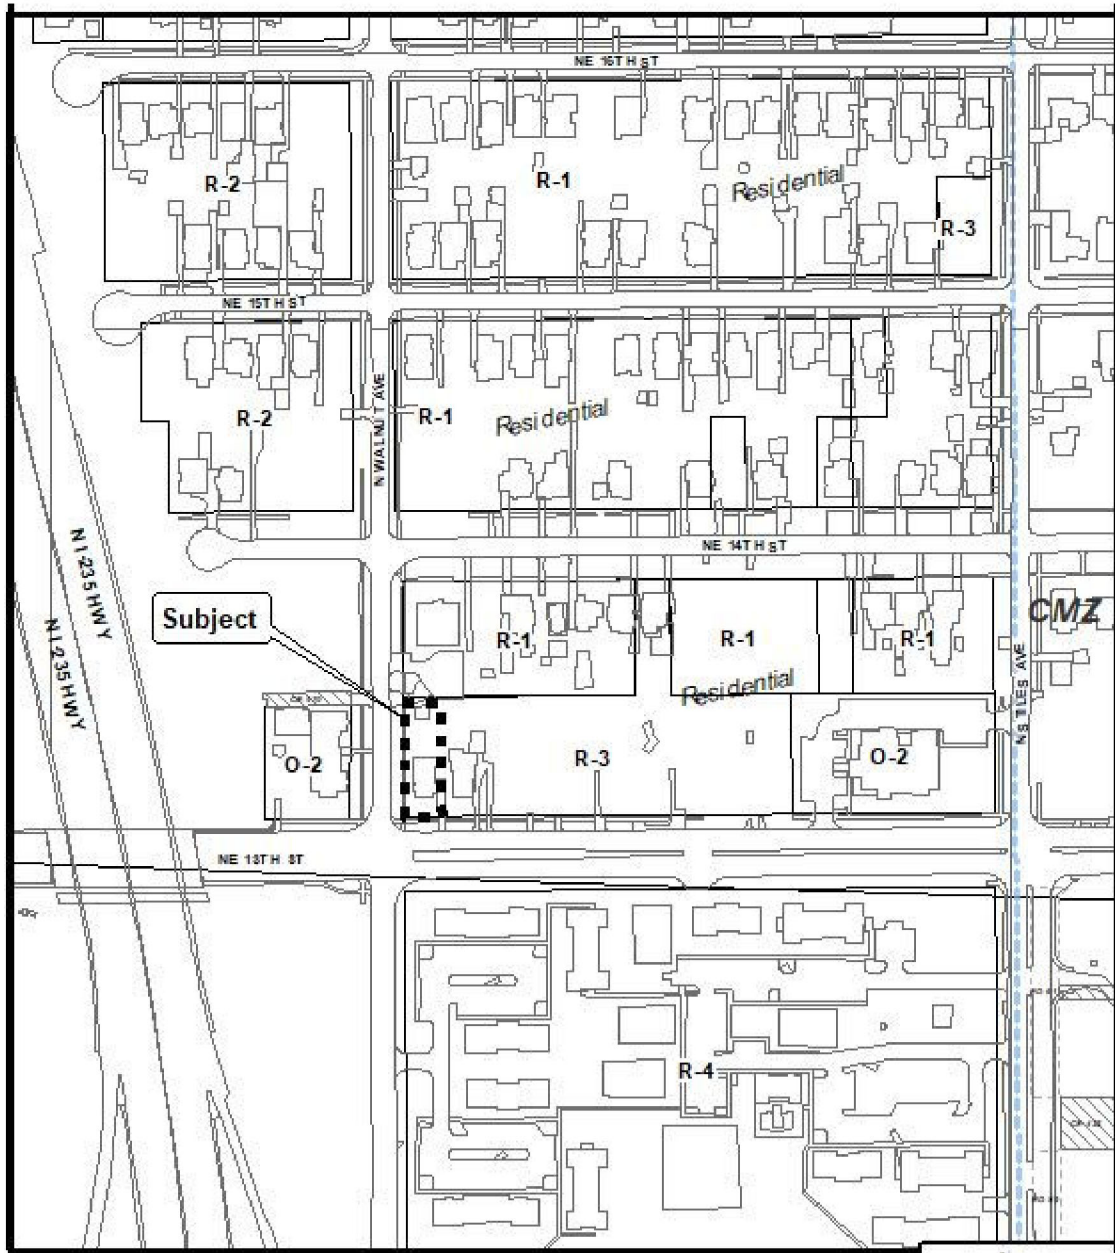 NE 16TH ST
R-2
R-1
Residential
R-3
NE 15TH ST
N WALNUT AVE
R-2
R-1
Residential
NE 14TH ST
N I-235 HWY
N I-235 HWY
Subject
R-1
R-1
R-1
CMZ
Residential
N STILES AVE
O-2
R-3
O-2
NE 13TH ST
R-4